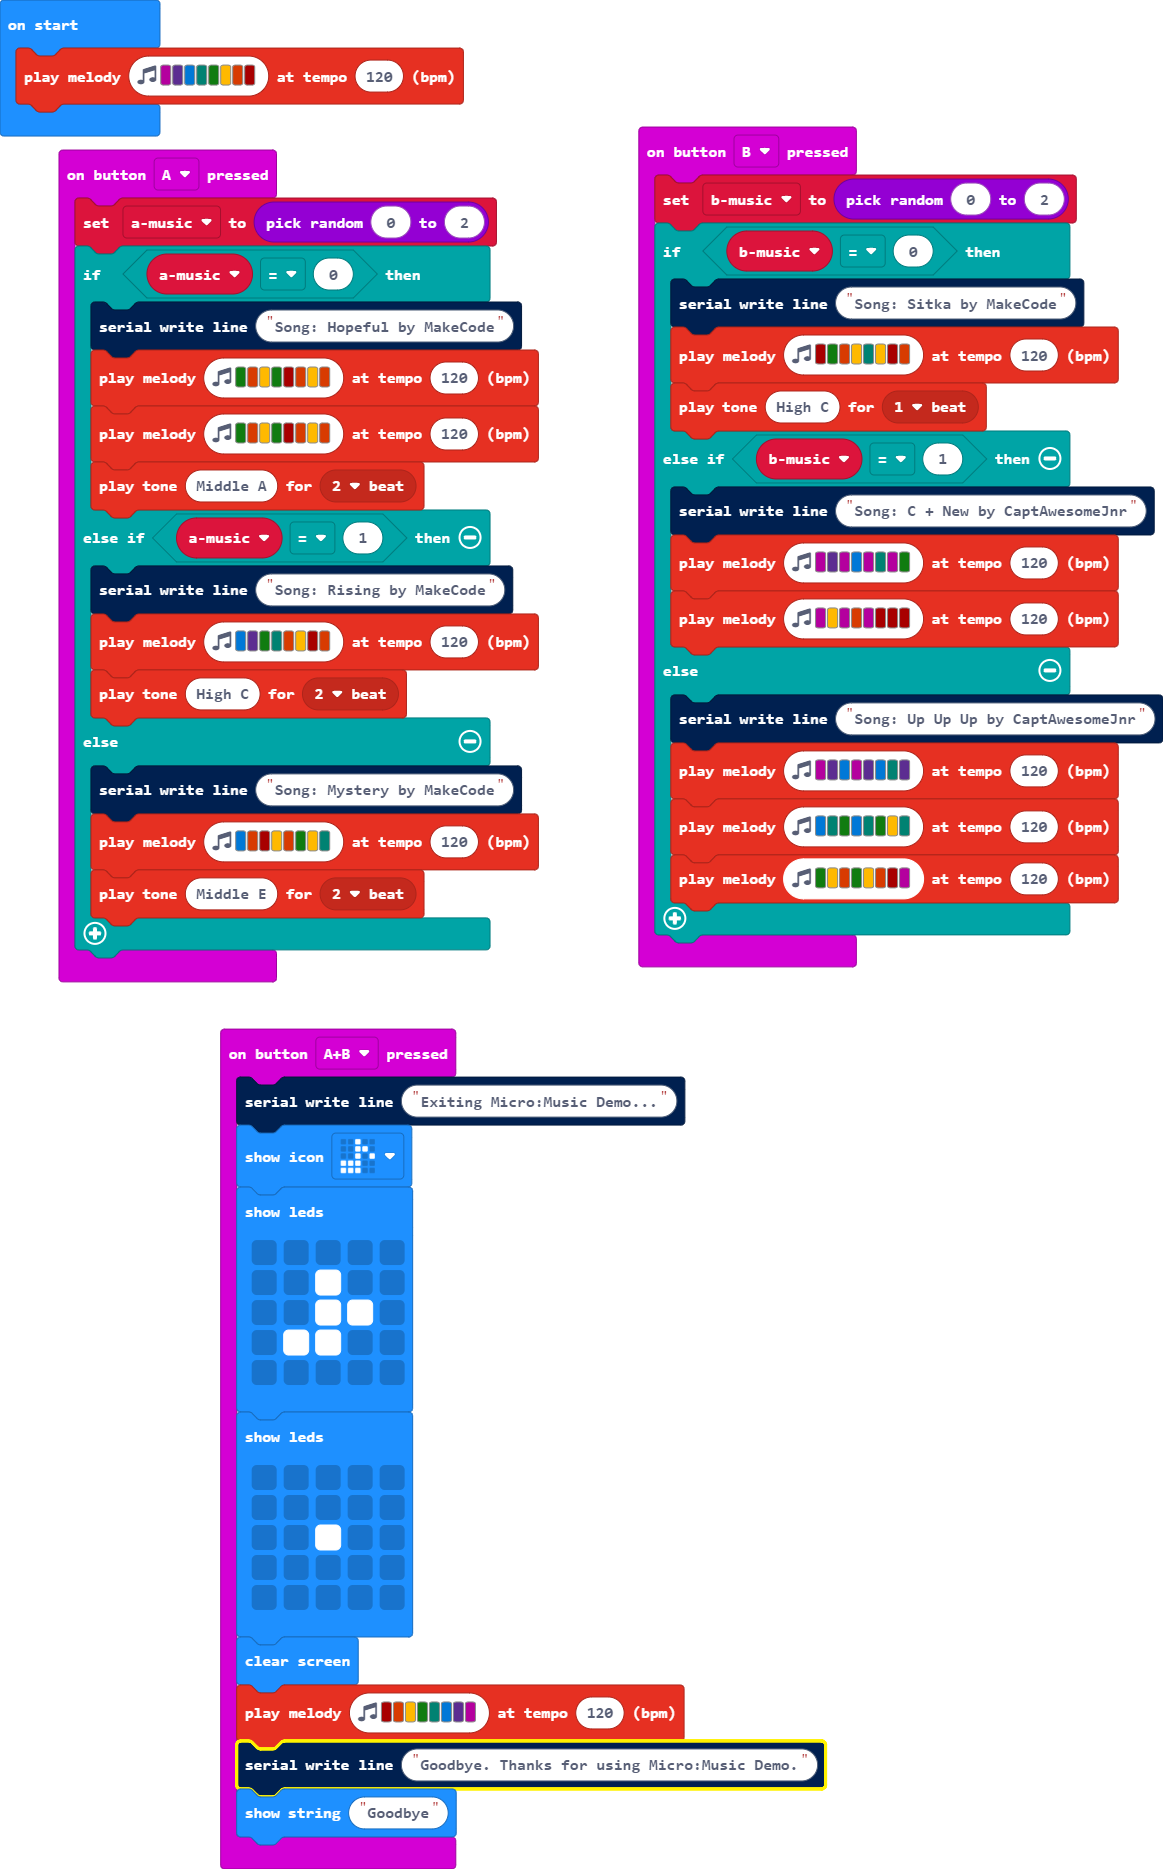 on start
play melody at tempo 120 (bpm)
on button A pressed
set a-music to pick random 0 to 2
if a-music = 0 then
serial write line "Song: Hopeful by MakeCode"
play melody at tempo 120 (bpm)
play melody at tempo 120 (bpm)
play tone Middle A for 2 beat
else if a-music = 1 then
serial write line "Song: Rising by MakeCode"
play melody at tempo 120 (bpm)
play tone High C for 2 beat
else
serial write line "Song: Mystery by MakeCode"
play melody at tempo 120 (bpm)
play tone Middle E for 2 beat
on button B pressed
set b-music to pick random 0 to 2
if b-music = 0 then
serial write line "Song: Sitka by MakeCode"
play melody at tempo 120 (bpm)
play tone High C for 1 beat
else if b-music = 1 then
serial write line "Song: C + New by CaptAwesomeJnr"
play melody at tempo 120 (bpm)
play melody at tempo 120 (bpm)
else
serial write line "Song: Up Up Up by CaptAwesomeJnr"
play melody at tempo 120 (bpm)
play melody at tempo 120 (bpm)
play melody at tempo 120 (bpm)
on button A+B pressed
serial write line "Exiting Micro:Music Demo..."
show icon
show leds
show leds
clear screen
play melody at tempo 120 (bpm)
serial write line "Goodbye. Thanks for using Micro:Music Demo."
show string "Goodbye"